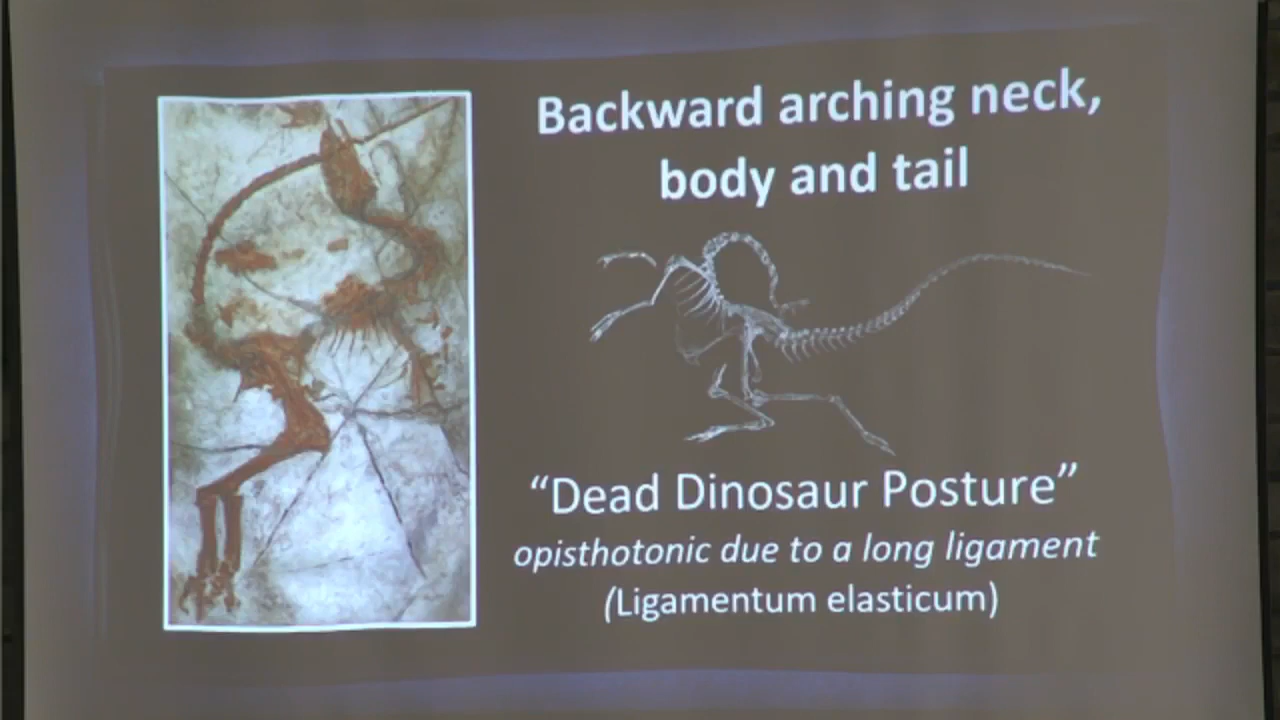 Backward arching neck,
body and tail
“Dead Dinosaur Posture”
opisthotonic due to a long ligament
(Ligamentum elasticum)